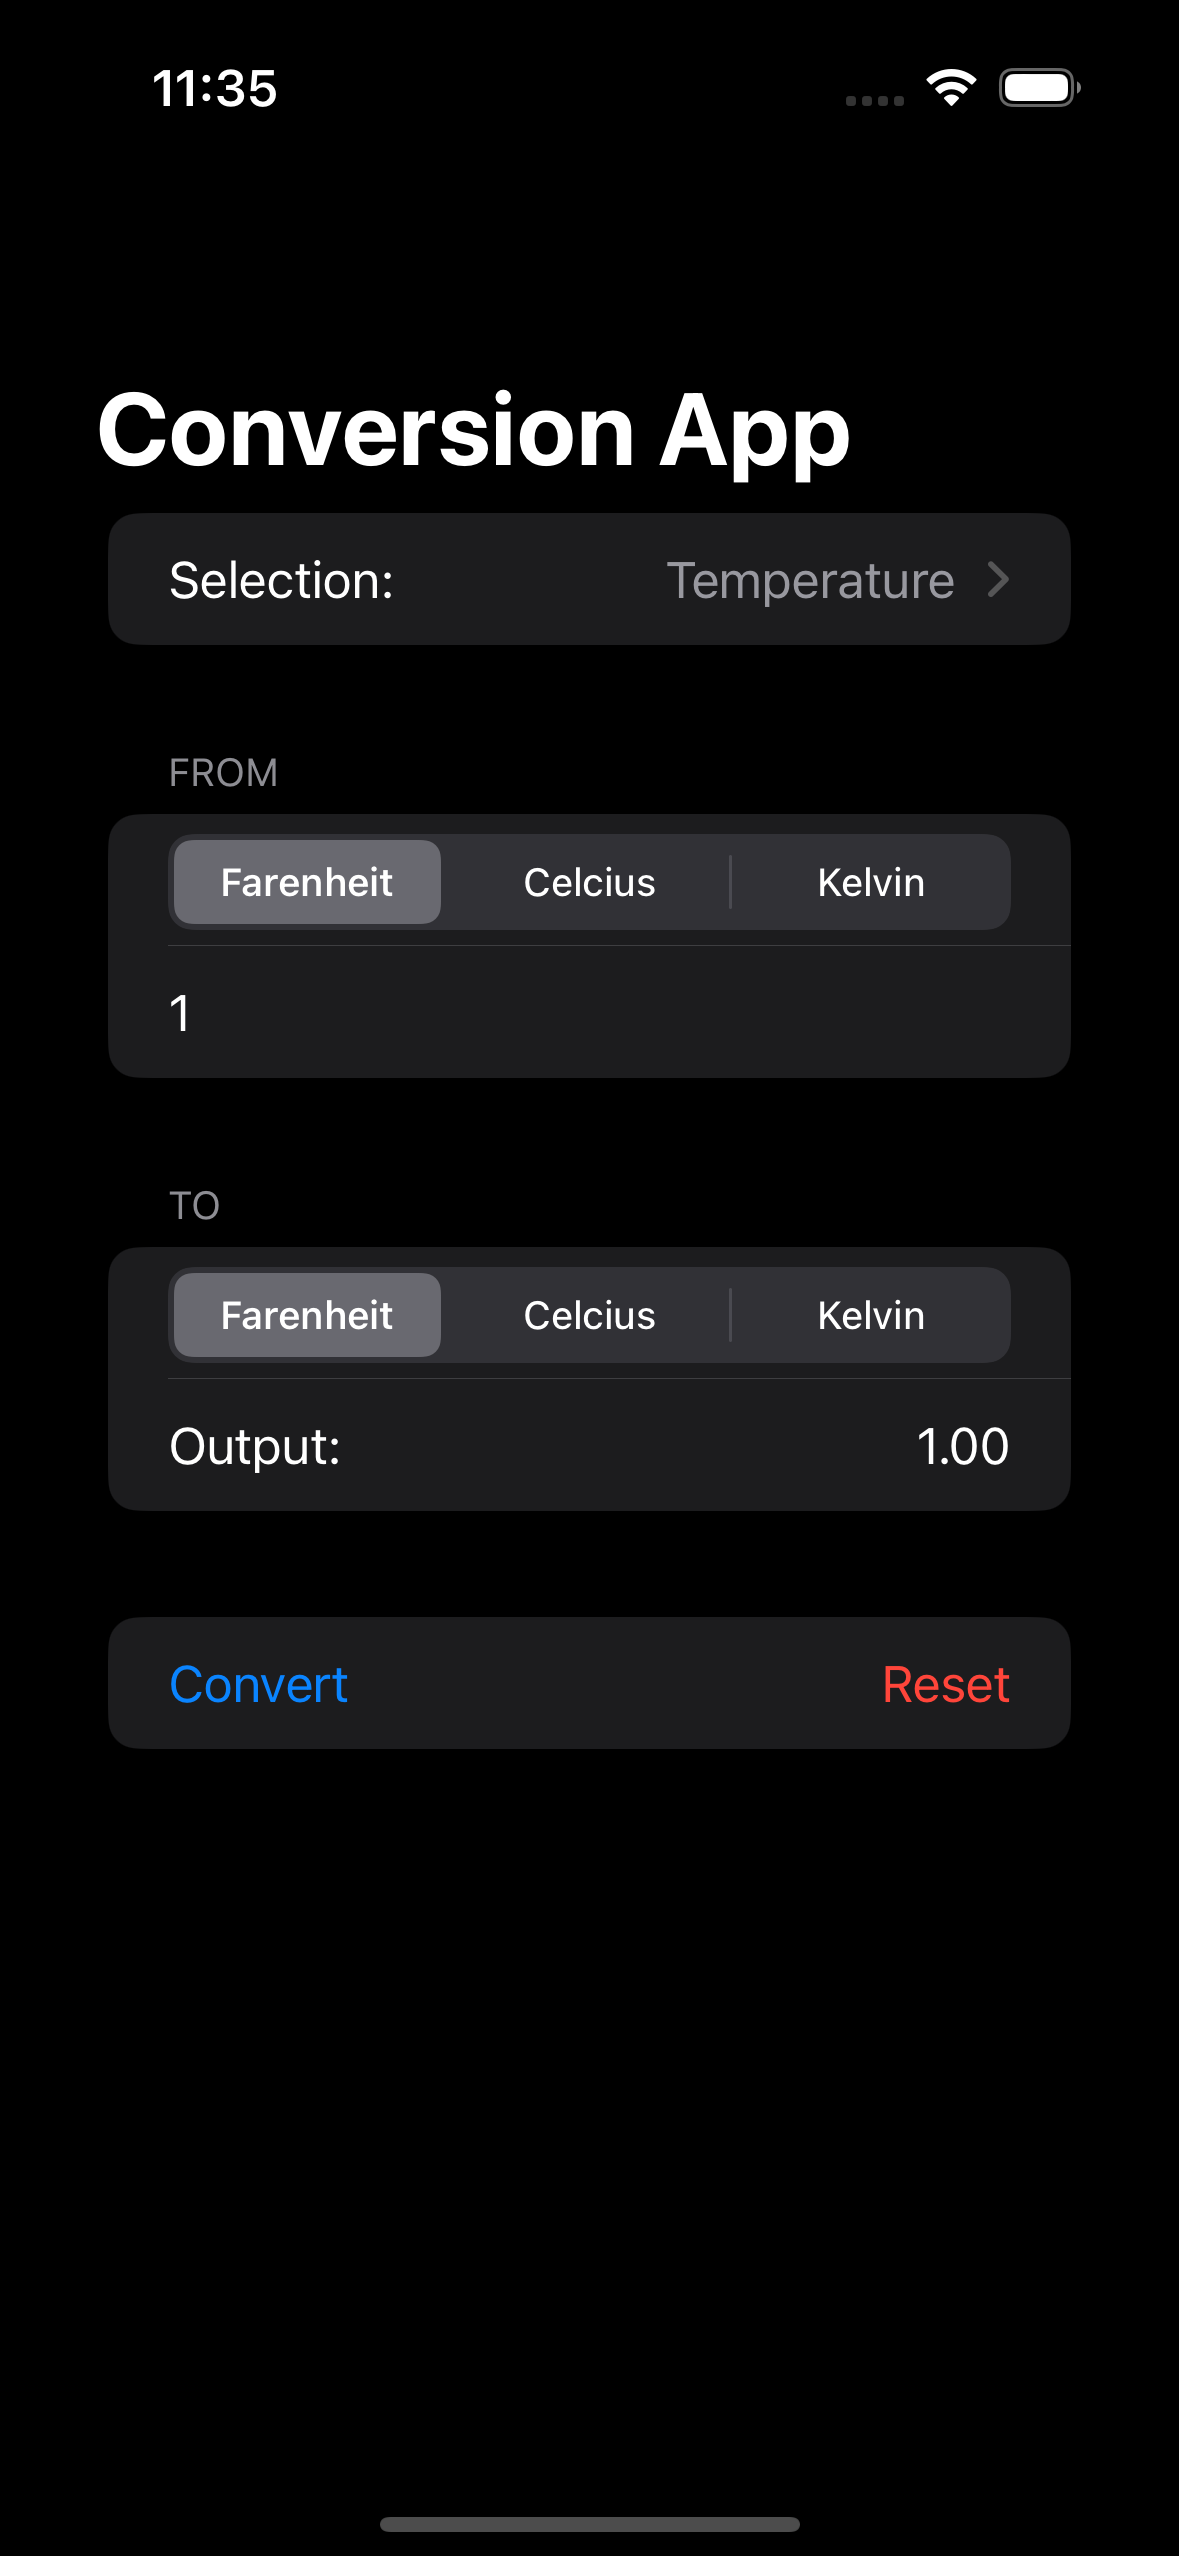 11:35
Conversion App
Selection: Temperature
FROM
Farenheit Celcius Kelvin
1
TO
Farenheit Celcius Kelvin
Output: 1.00
Convert Reset